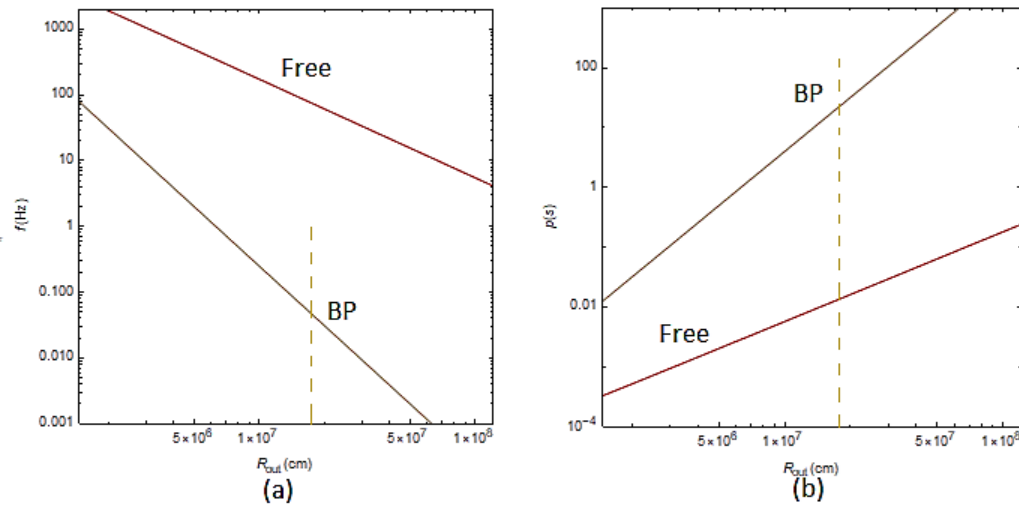 1000
100
10
1
0.100
0.010
0.001
f(Hz)
Free
BP
5×10⁶
1×10⁷
5×10⁷
1×10⁸
R_out (cm)
(a)
100
1
0.01
10⁻⁴
p(s)
BP
Free
5×10⁶
1×10⁷
5×10⁷
1×10⁸
R_out (cm)
(b)